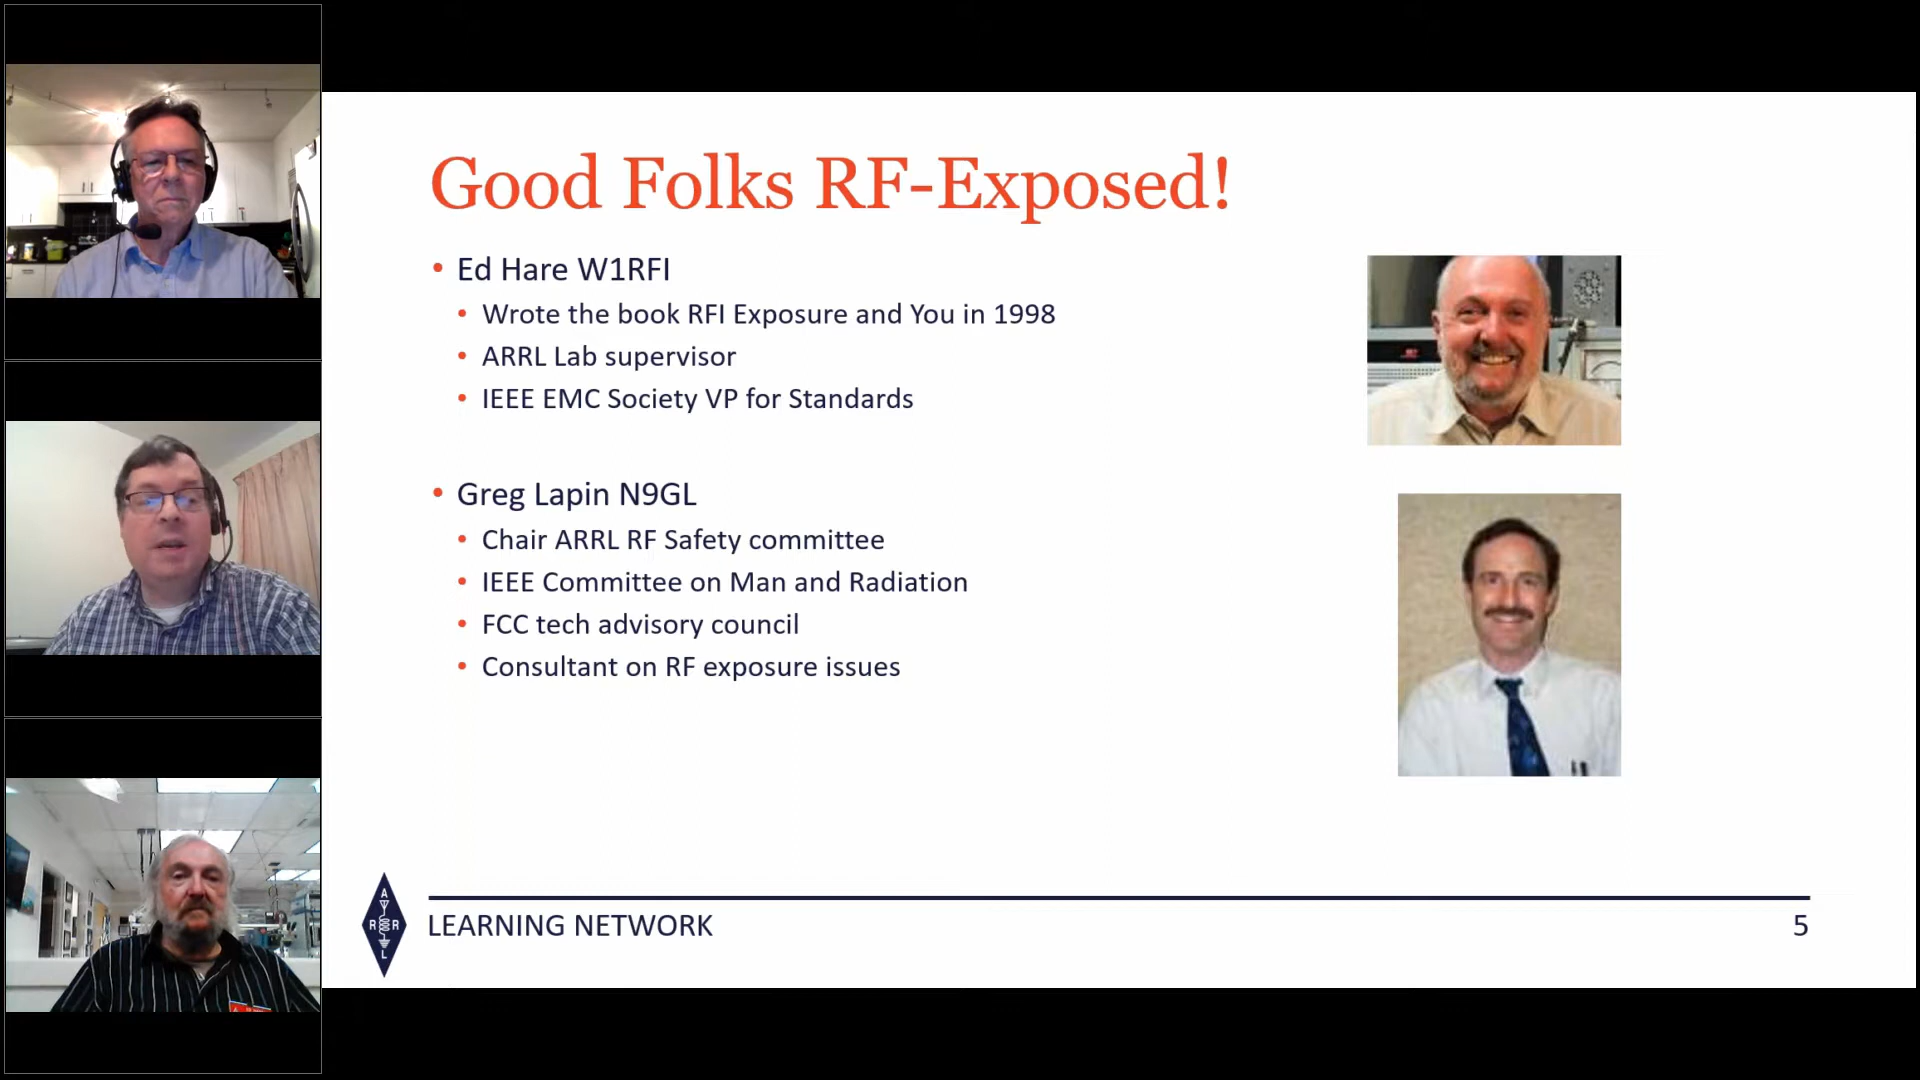 Good Folks RF-Exposed!
• Ed Hare W1RFI
• Wrote the book RFI Exposure and You in 1998
• ARRL Lab supervisor
• IEEE EMC Society VP for Standards
• Greg Lapin N9GL
• Chair ARRL RF Safety committee
• IEEE Committee on Man and Radiation
• FCC tech advisory council
• Consultant on RF exposure issues
A
R R
L
LEARNING NETWORK
5